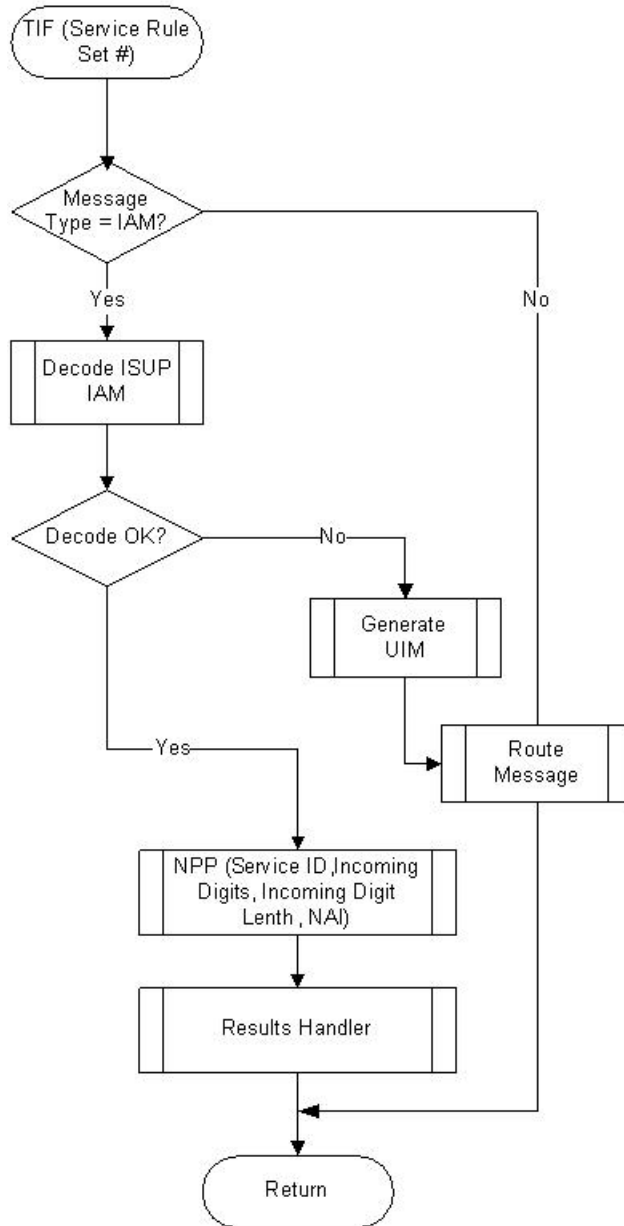 TIF (Service Rule
Set #)
Message
Type = IAM?
No
Yes
Decode ISUP
IAM
Decode OK?
No
Generate
UIM
Route
Message
Yes
NPP (Service ID ,Incoming
Digits, Incoming Digit
Lenth , NAI)
Results Handler
Return